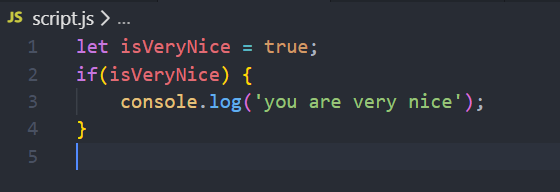 JS script.js > ...
1 let isVeryNice = true;
2 if(isVeryNice) {
3     console.log('you are very nice');
4 }
5